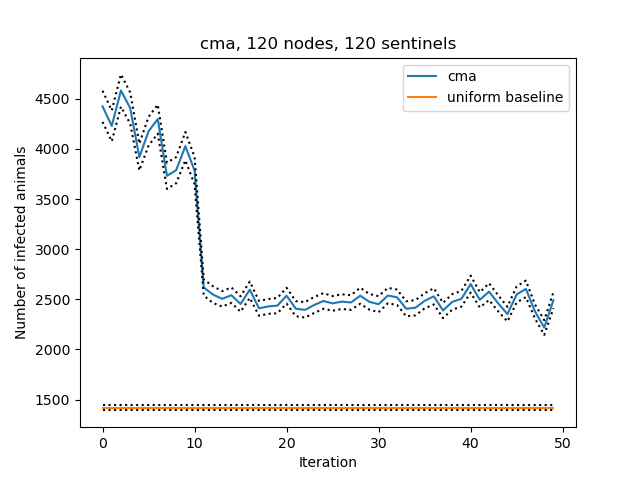 cma, 120 nodes, 120 sentinels
cma
uniform baseline
Number of infected animals
4500
4000
3500
3000
2500
2000
1500
0 10 20 30 40 50
Iteration